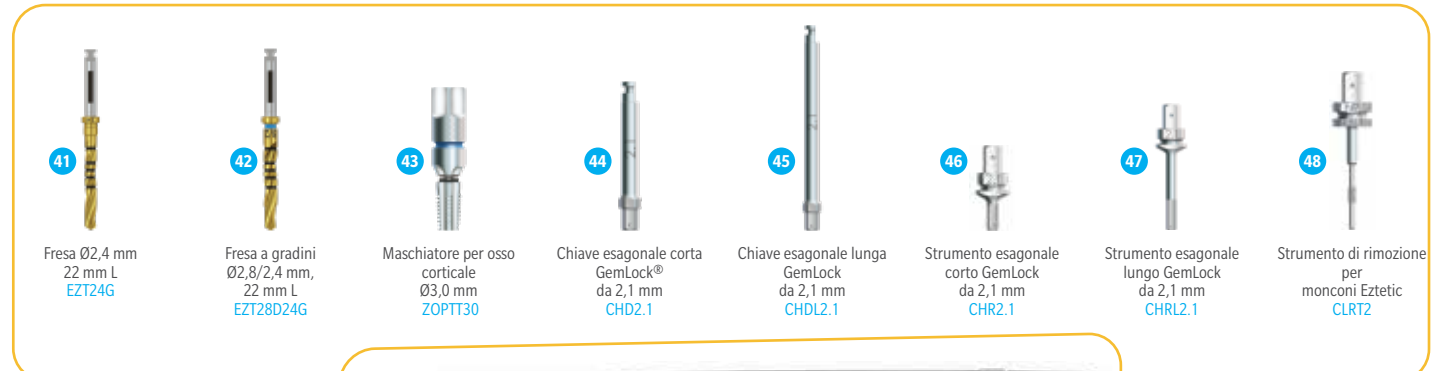 41
Fresa Ø2,4 mm
22 mm L
EZT24G
42
Fresa a gradini
Ø2,8/2,4 mm,
22 mm L
EZT28D24G
43
Maschiatore per osso
corticale
Ø3,0 mm
ZOPTT30
44
Chiave esagonale corta
GemLock®
da 2,1 mm
CHD2.1
45
Chiave esagonale lunga
GemLock
da 2,1 mm
CHDL2.1
46
Strumento esagonale
corto GemLock
da 2,1 mm
CHR2.1
47
Strumento esagonale
lungo GemLock
da 2,1 mm
CHRL2.1
48
Strumento di rimozione
per
monconi Eztetic
CLRT2